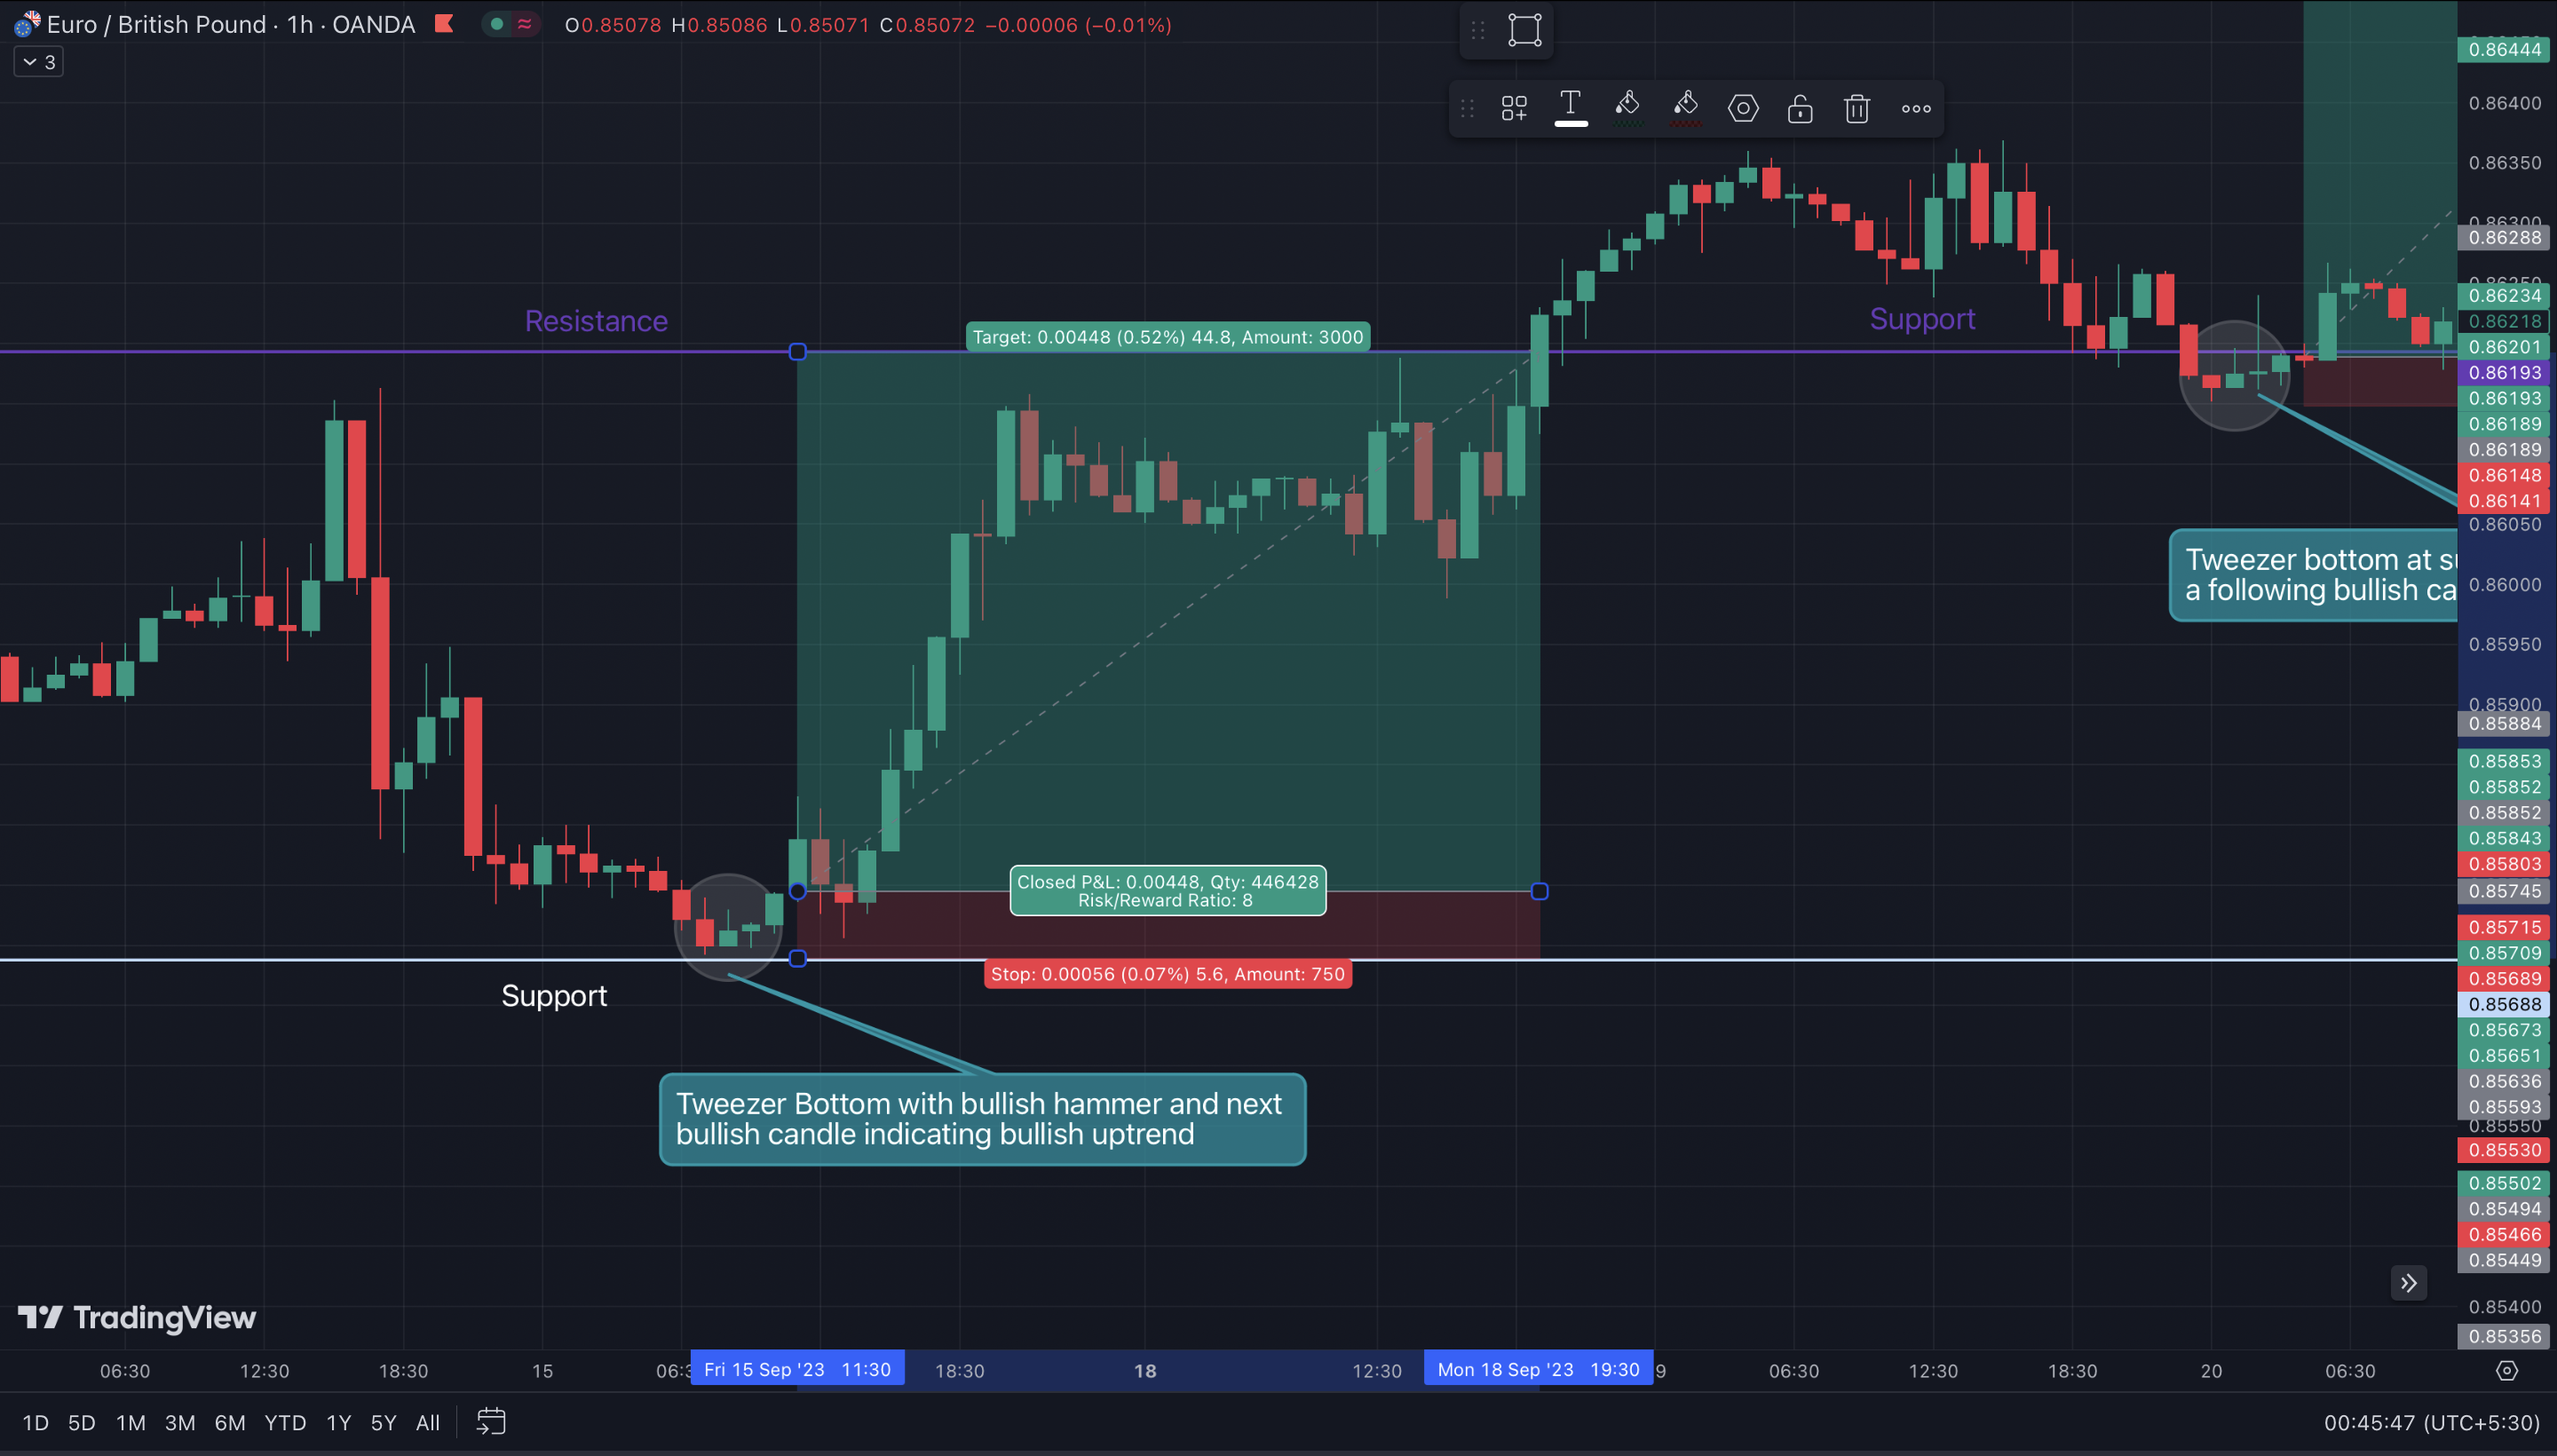 Euro / British Pound · 1h · OANDA O0.85078 H0.85086 L0.85071 C0.85072 −0.00006 (−0.01%)
3
Resistance
Target: 0.00448 (0.52%) 44.8, Amount: 3000
Support
Closed P&L: 0.00448, Qty: 446428
Risk/Reward Ratio: 8
Stop: 0.00056 (0.07%) 5.6, Amount: 750
Support
Tweezer Bottom with bullish hammer and next
bullish candle indicating bullish uptrend
Tweezer bottom at
a following bullish
0.86444
0.86400
0.86350
0.86300
0.86288
0.86250
0.86234
0.86218
0.86201
0.86193
0.86193
0.86189
0.86189
0.86148
0.86141
0.86050
0.86000
0.85950
0.85900
0.85884
0.85853
0.85852
0.85852
0.85843
0.85803
0.85745
0.85715
0.85709
0.85689
0.85688
0.85673
0.85651
0.85636
0.85593
0.85550
0.85530
0.85502
0.85494
0.85466
0.85449
0.85400
0.85356
TradingView
06:30 12:30 18:30 15 Fri 15 Sep '23 11:30 18:30 18 12:30 Mon 18 Sep '23 19:30 9 06:30 12:30 18:30 20 06:30
1D 5D 1M 3M 6M YTD 1Y 5Y All 00:45:47 (UTC+5:30)